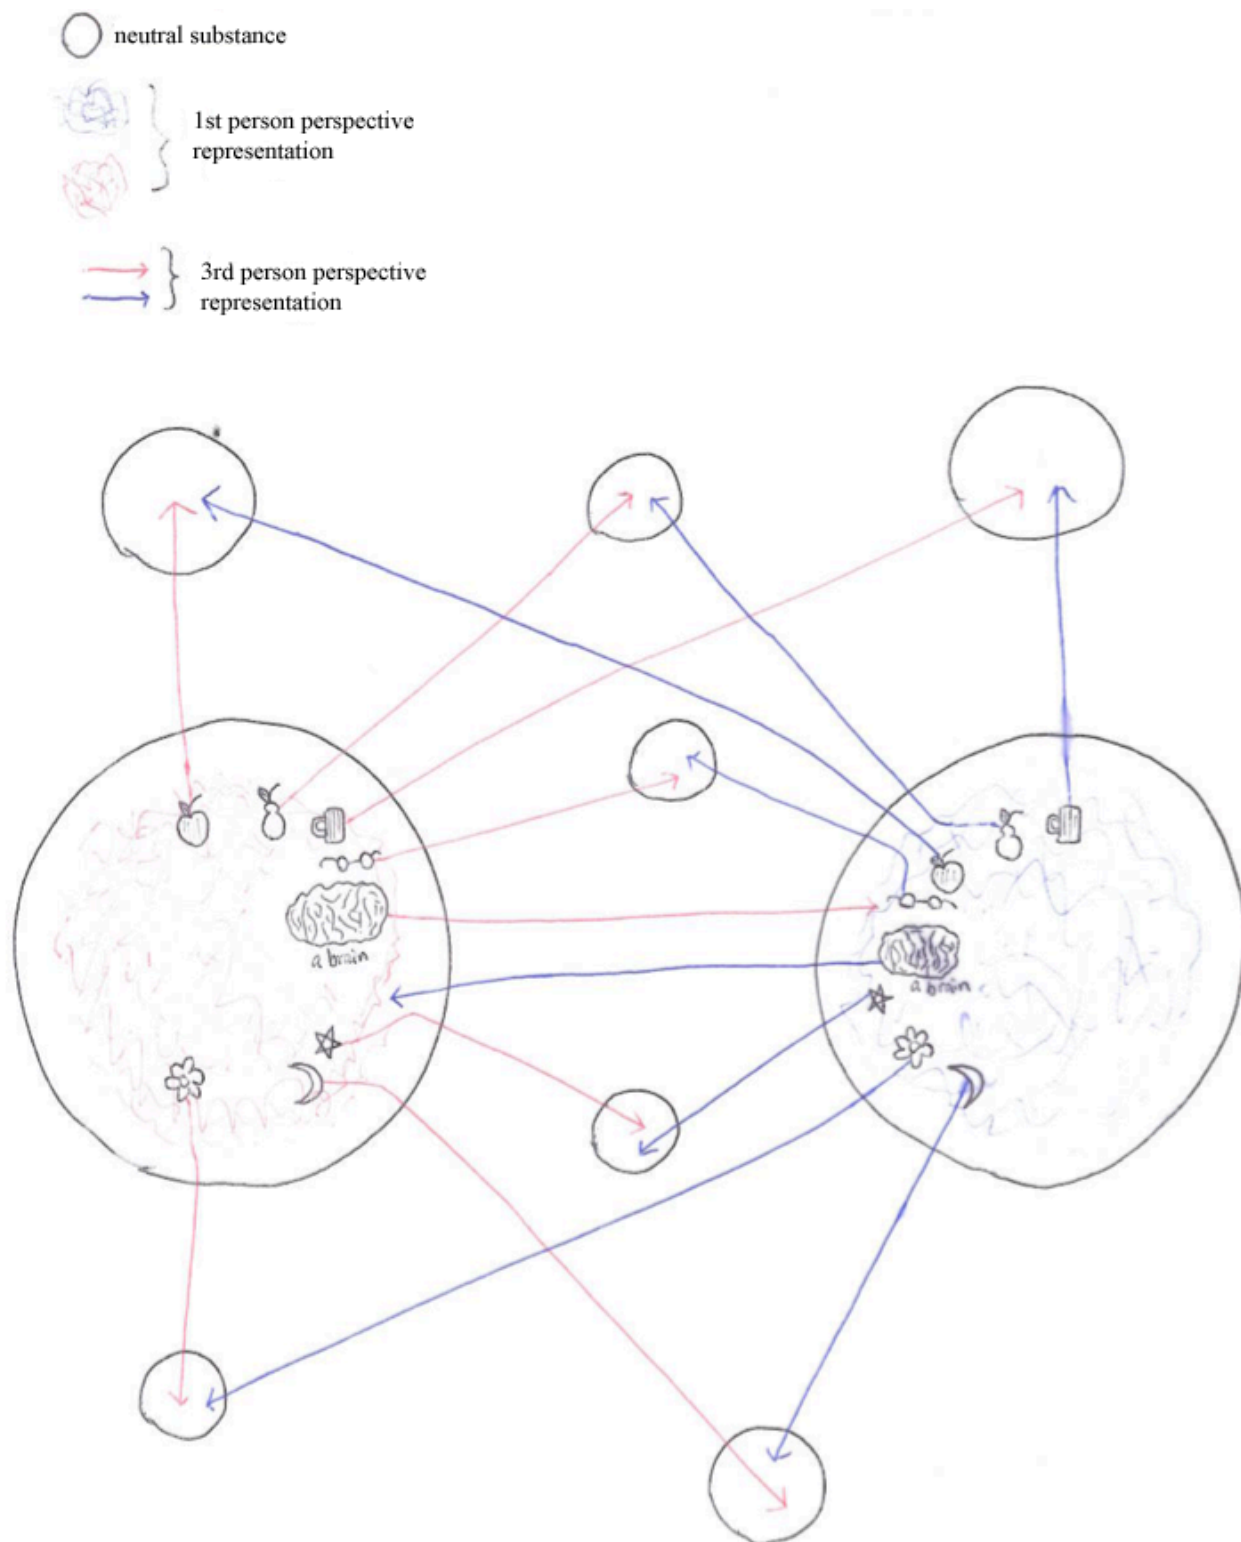 neutral substance
1st person perspective
representation
3rd person perspective
representation
a brain
a brain